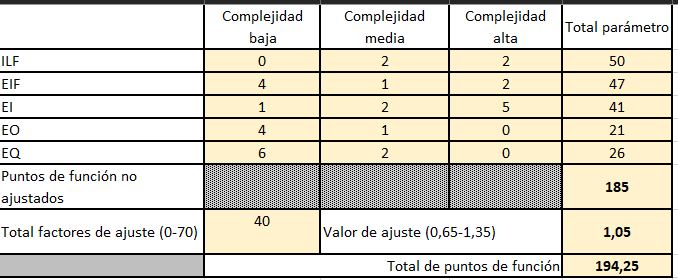 Complejidad baja Complejidad media Complejidad alta Total parámetro
ILF 0 2 2 50
EIF 4 1 2 47
EI 1 2 5 41
EO 4 1 0 21
EQ 6 2 0 26
Puntos de función no ajustados 185
Total factores de ajuste (0-70) 40 Valor de ajuste (0,65-1,35) 1,05
Total de puntos de función 194,25